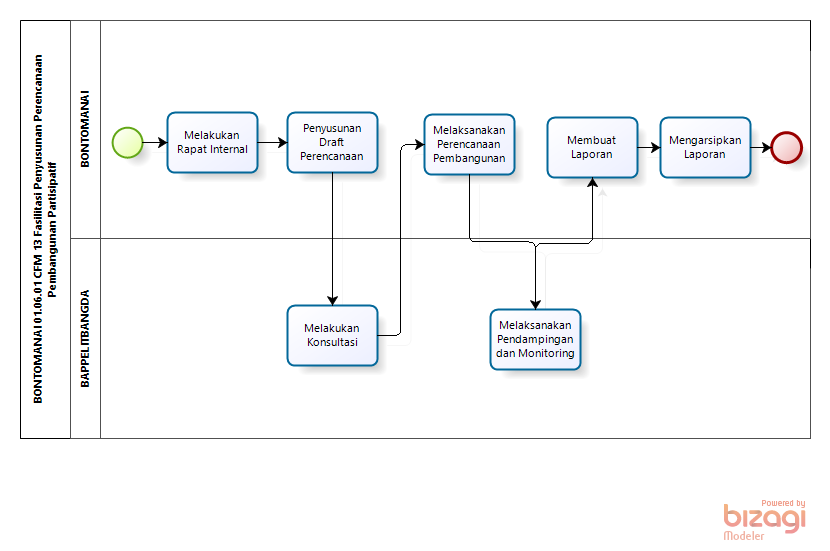 BONTOMANAI 01.06.01 CFM 13 Fasilitasi Penyusunan Perencanaan
Pembangunan Partisipatif
BONTOMANAI
Melakukan
Rapat Internal
Penyusunan
Draft
Perencanaan
Melaksanakan
Perencanaan
Pembangunan
Membuat
Laporan
Mengarsipkan
Laporan
BAPPELITBANGDA
Melakukan
Konsultasi
Melaksanakan
Pendampingan
dan Monitoring
Powered by
bizagi
Modeler